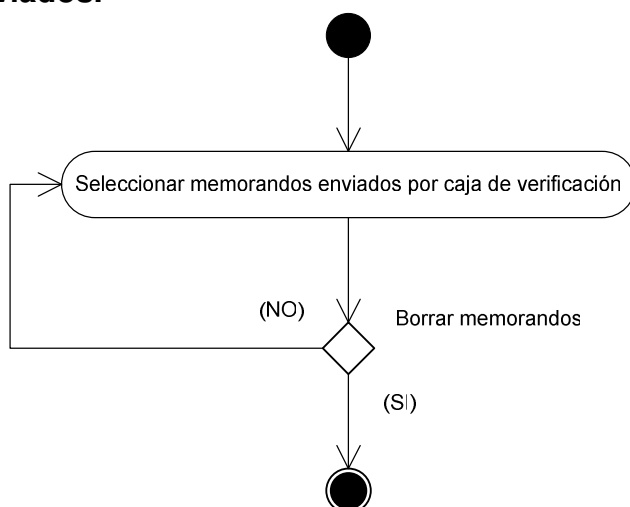 Seleccionar memorandos enviados por caja de verificación
(NO)
Borrar memorandos
(SI)